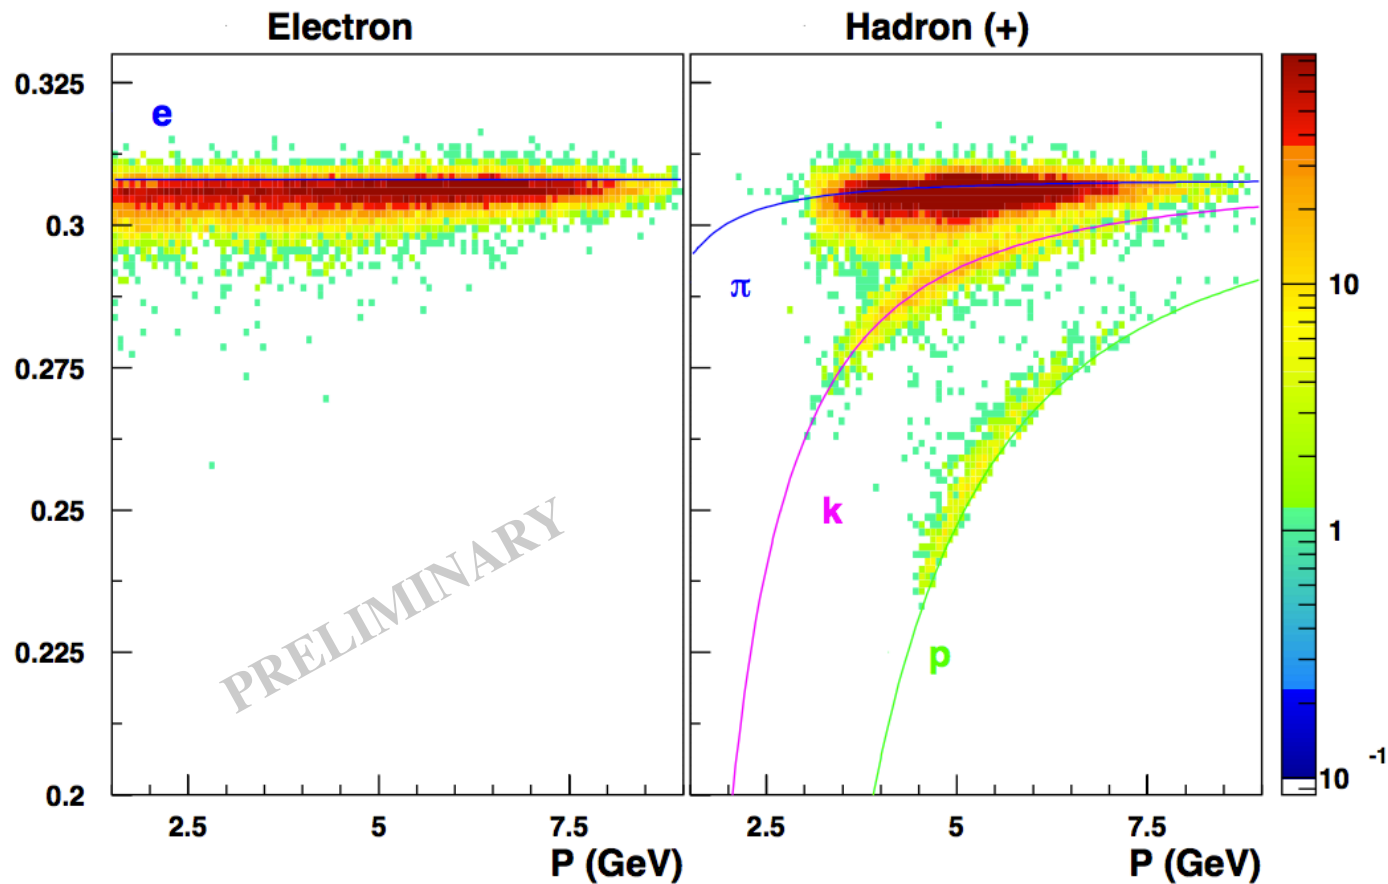 Electron
Hadron (+)
0.325
0.3
0.275
0.25
0.225
0.2
e
PRELIMINARY
2.5 5 7.5
P (GeV)
π
k
p
2.5 5 7.5
P (GeV)
10
1
10 -1